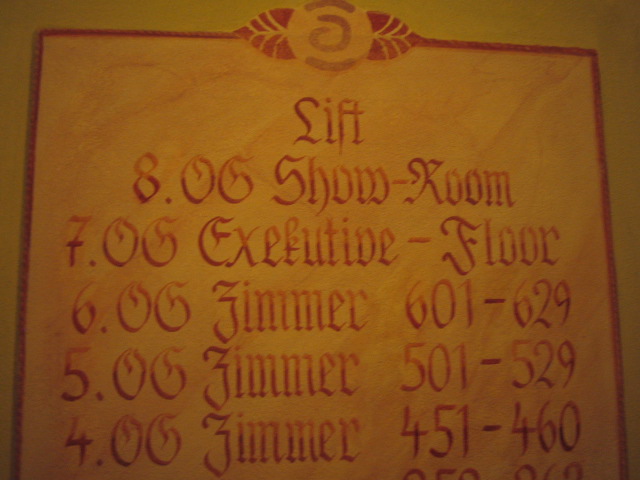 Lift
8.OG Show-Room
7.OG Exekutive-Floor
6.OG Zimmer 601-629
5.OG Zimmer 501-529
4.OG Zimmer 451-460